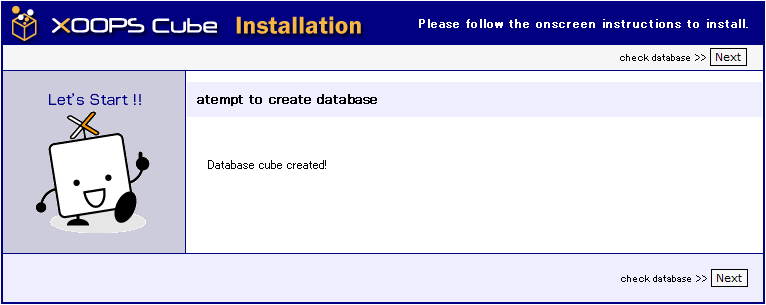 XOOPS Cube Installation Please follow the onscreen instructions to install.
check database >> Next
Let's Start !!
atempt to create database
Database cube created!
check database >> Next